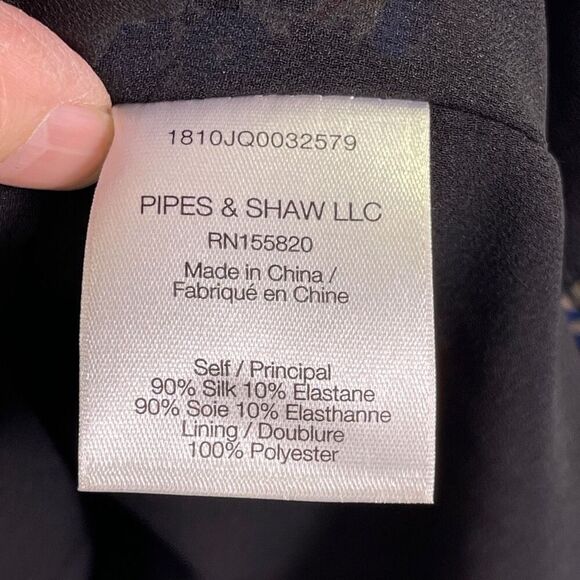 1810JQ0032579
PIPES & SHAW LLC
RN155820
Made in China /
Fabriqué en Chine
Self / Principal
90% Silk 10% Elastane
90% Soie 10% Elasthanne
Lining / Doublure
100% Polyester